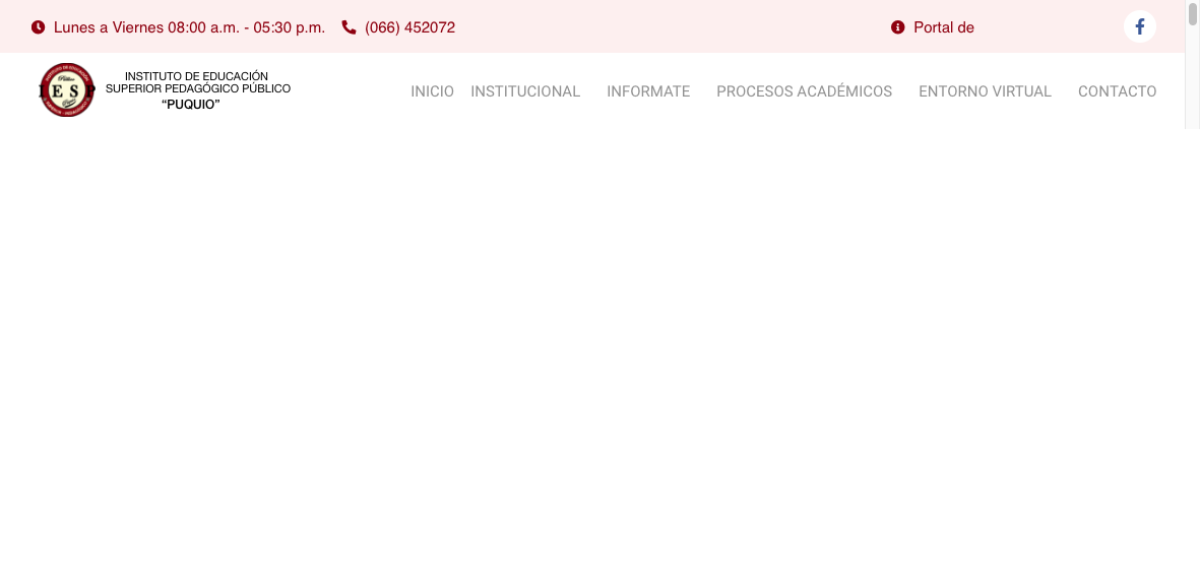 Lunes a Viernes 08:00 a.m. - 05:30 p.m.
(066) 452072
Portal de
INSTITUTO DE EDUCACIÓN
SUPERIOR PEDAGÓGICO PÚBLICO
“PUQUIO”
INICIO
INSTITUCIONAL
INFORMATE
PROCESOS ACADÉMICOS
ENTORNO VIRTUAL
CONTACTO